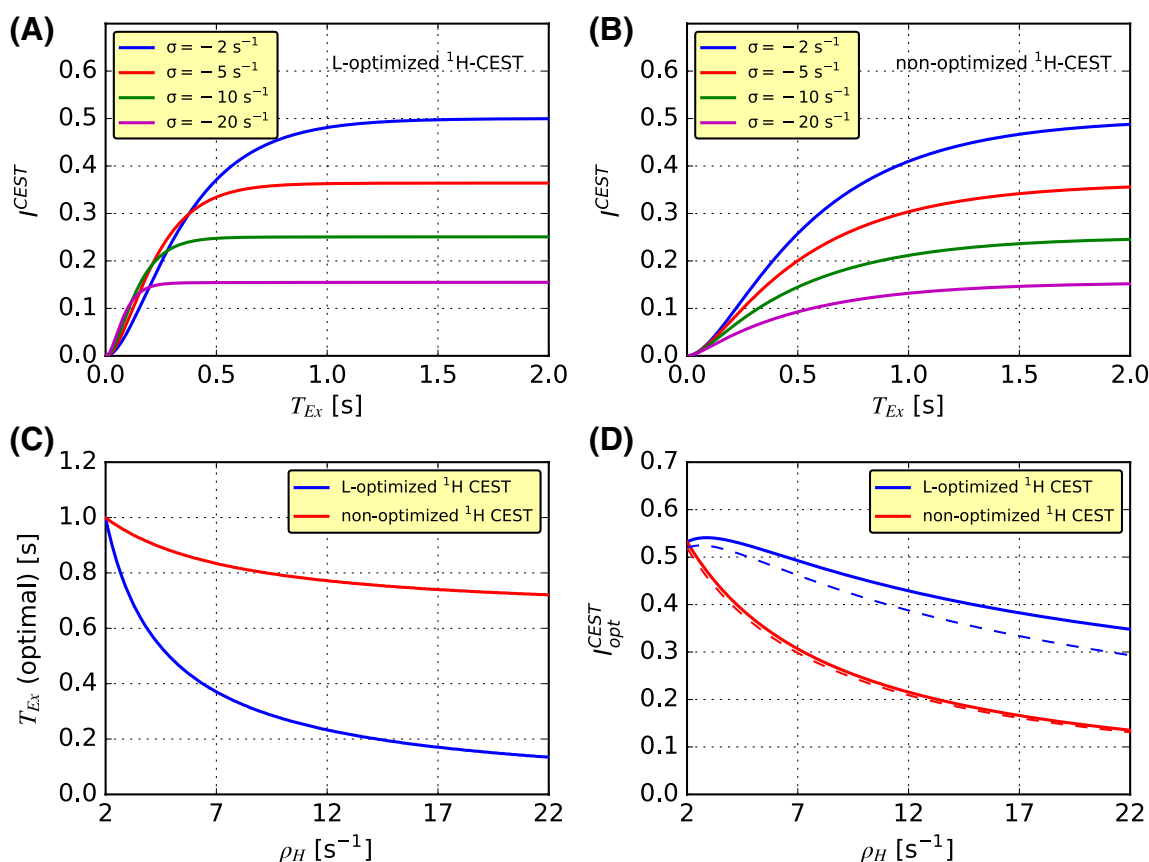 (A)
σ = − 2 s⁻¹
σ = − 5 s⁻¹
σ = − 10 s⁻¹
σ = − 20 s⁻¹
L-optimized ¹H-CEST
0.6
0.5
0.4
0.3
0.2
0.1
0.0
I^CEST
0.0 0.5 1.0 1.5 2.0
T_Ex [s]
(B)
σ = − 2 s⁻¹
σ = − 5 s⁻¹
σ = − 10 s⁻¹
σ = − 20 s⁻¹
non-optimized ¹H-CEST
0.6
0.5
0.4
0.3
0.2
0.1
0.0
I^CEST
0.0 0.5 1.0 1.5 2.0
T_Ex [s]
(C)
L-optimized ¹H CEST
non-optimized ¹H CEST
1.2
1.0
0.8
0.6
0.4
0.2
0.0
T_Ex (optimal) [s]
2 7 12 17 22
ρ_H [s⁻¹]
(D)
L-optimized ¹H CEST
non-optimized ¹H CEST
0.7
0.6
0.5
0.4
0.3
0.2
0.1
0.0
I_opt^CEST
2 7 12 17 22
ρ_H [s⁻¹]